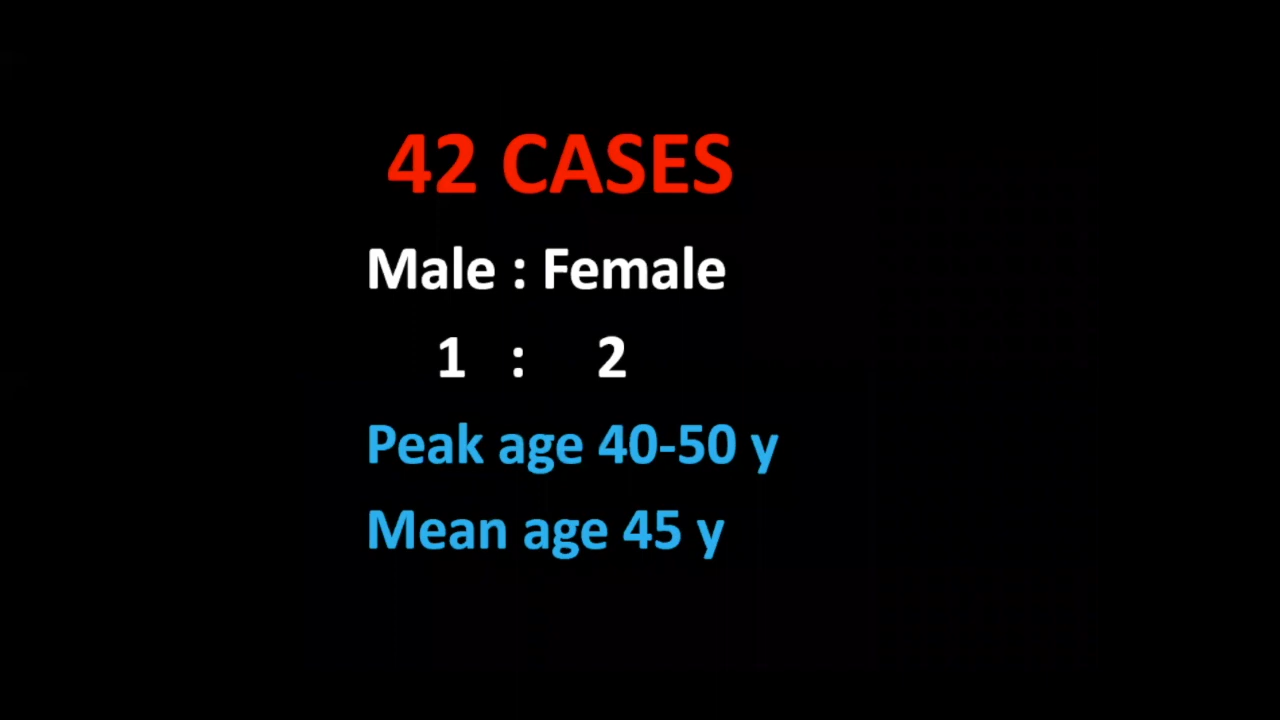 42 CASES
Male : Female
1 : 2
Peak age 40-50 y
Mean age 45 y